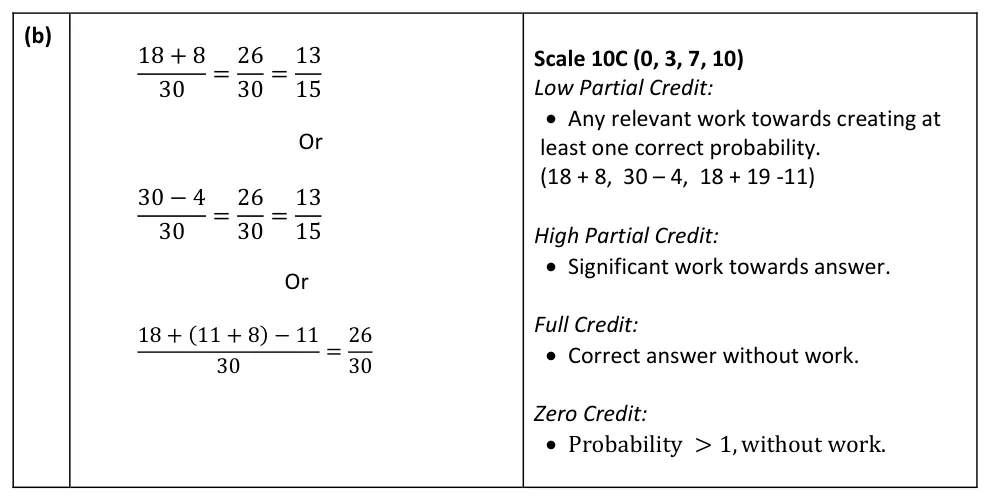 (b)
18 + 8 / 30 = 26 / 30 = 13 / 15
Or
30 − 4 / 30 = 26 / 30 = 13 / 15
Or
18 + (11 + 8) − 11 / 30 = 26 / 30
Scale 10C (0, 3, 7, 10)
Low Partial Credit:
• Any relevant work towards creating at
least one correct probability.
(18 + 8, 30 – 4, 18 + 19 -11)
High Partial Credit:
• Significant work towards answer.
Full Credit:
• Correct answer without work.
Zero Credit:
• Probability > 1, without work.